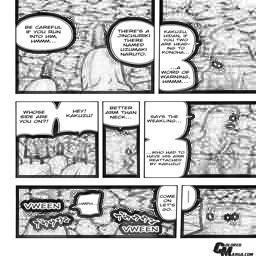 BE CAREFUL
IF YOU RUN
INTO HIM,
HMMM...
THERE'S A
JINCHURIKI
THERE
NAMED
UZUMAKI
NARUTO.
KAKUZU,
HIDAN, IF
YOU TWO
ARE HEAD-
ING TO
KONOHA...
...A
WORD OF
WARNING,
HMMM...
WHOSE
SIDE ARE
YOU ON?!
HEY!
KAKUZU!
BETTER
ARM THAN
NECK...
SAYS THE
WEAKLING...
...WHO HAD TO
HAVE HIS ARM
REATTACHED
BY KAKUZU!
VWEEN
VWEEN
COME
ON
LET'S
GO.
COLORED
MANGA.COM